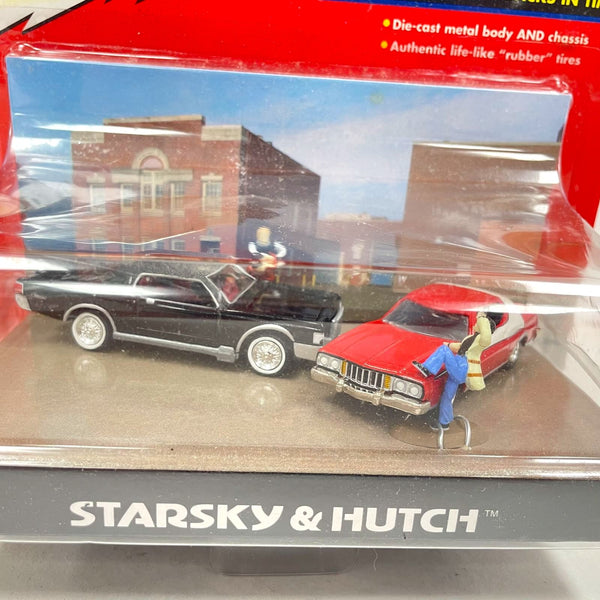 • Die-cast metal body AND chassis
• Authentic life-like "rubber" tires
STARSKY & HUTCH™